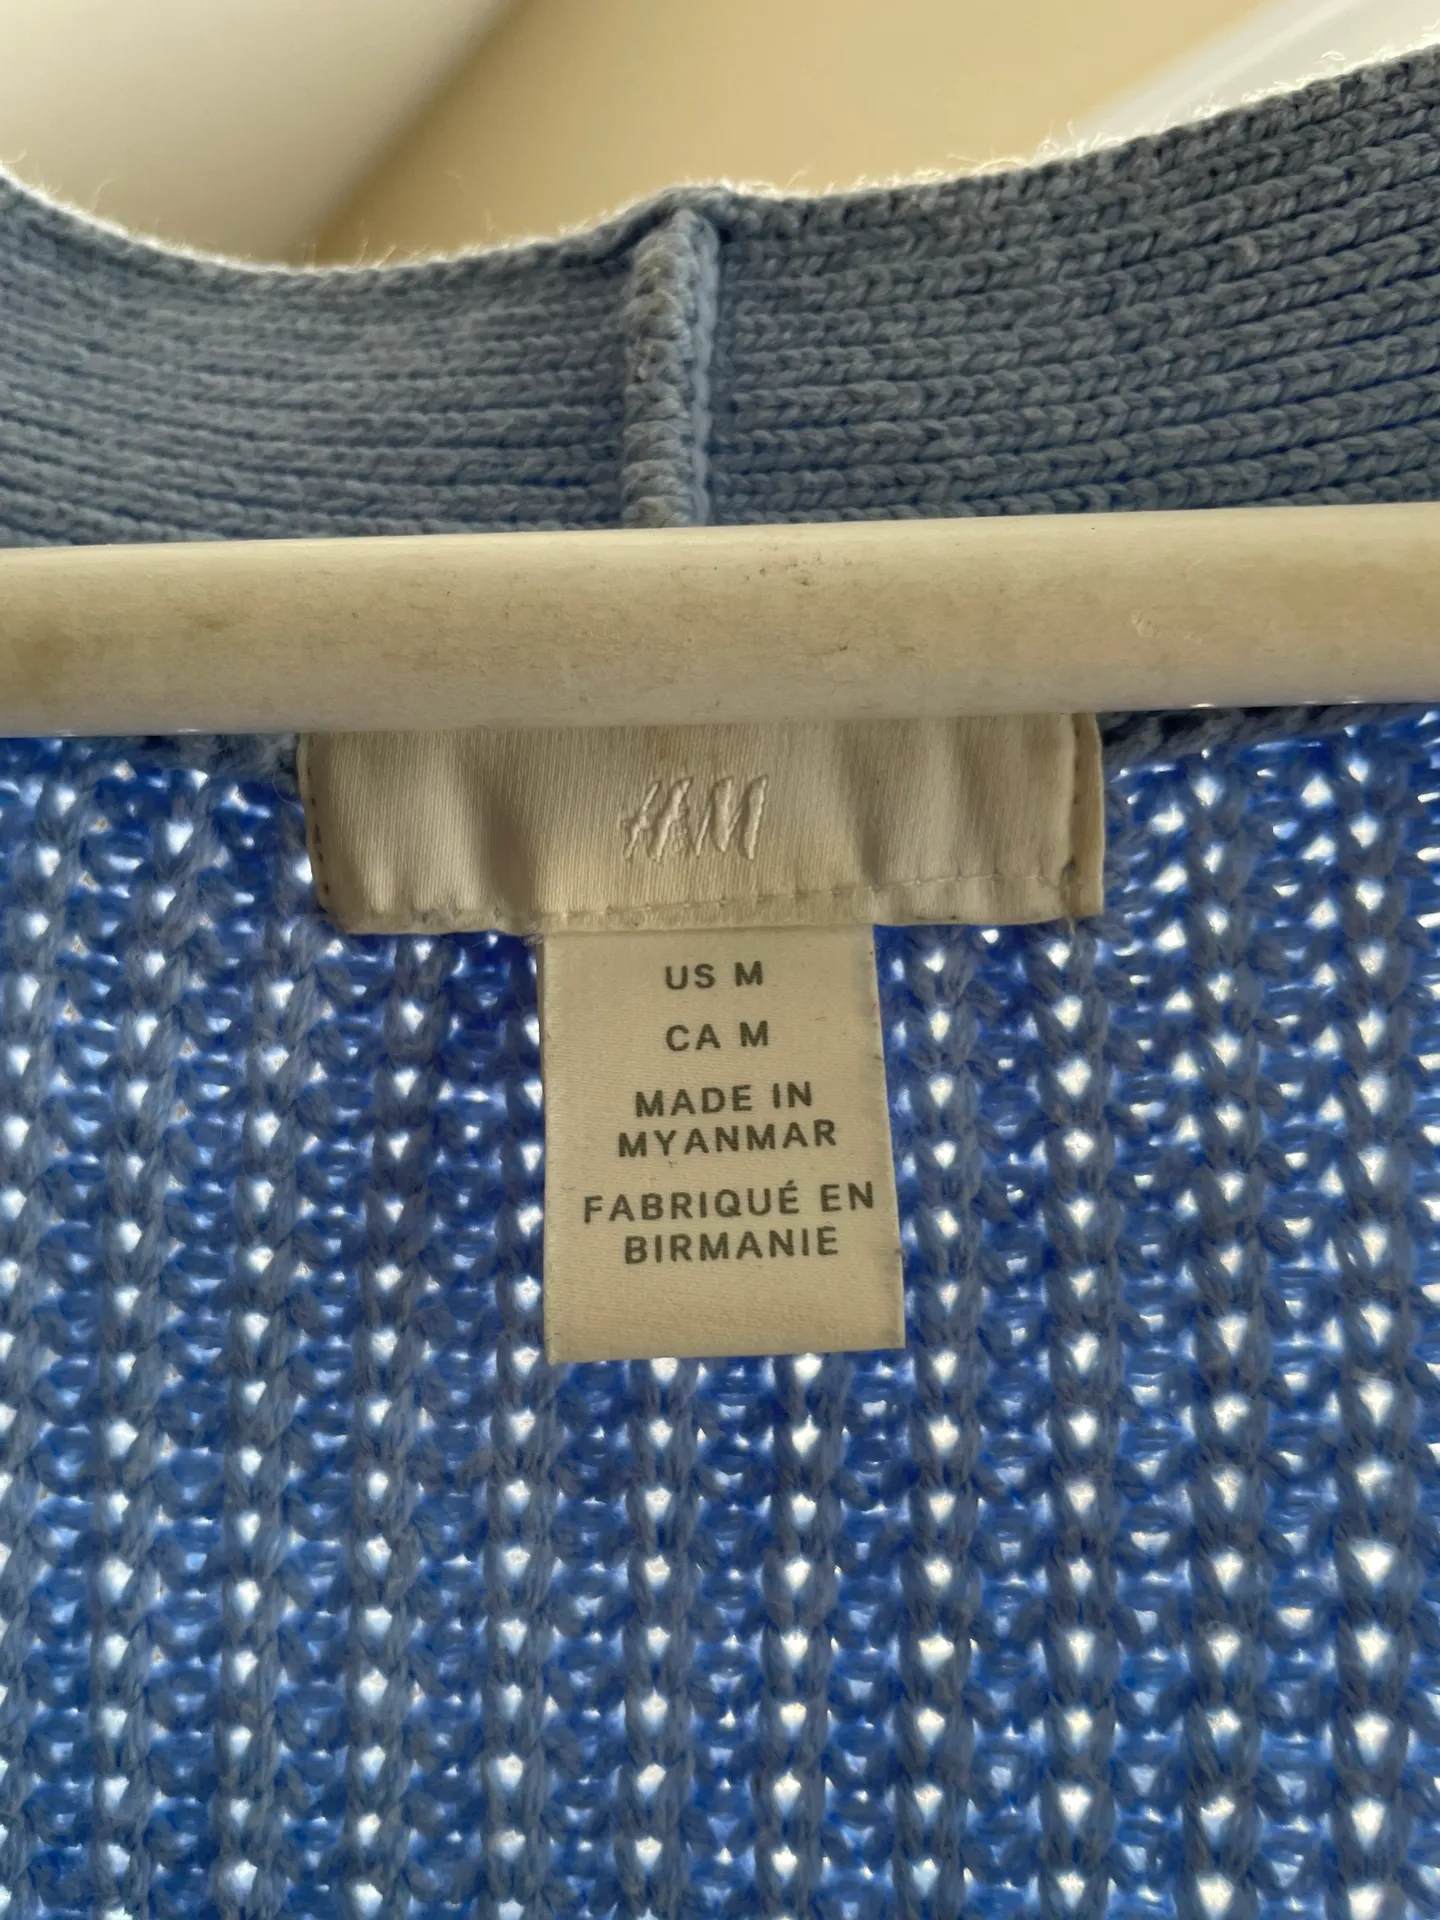 H&M
US M
CA M
MADE IN
MYANMAR
FABRIQUÉ EN
BIRMANIE